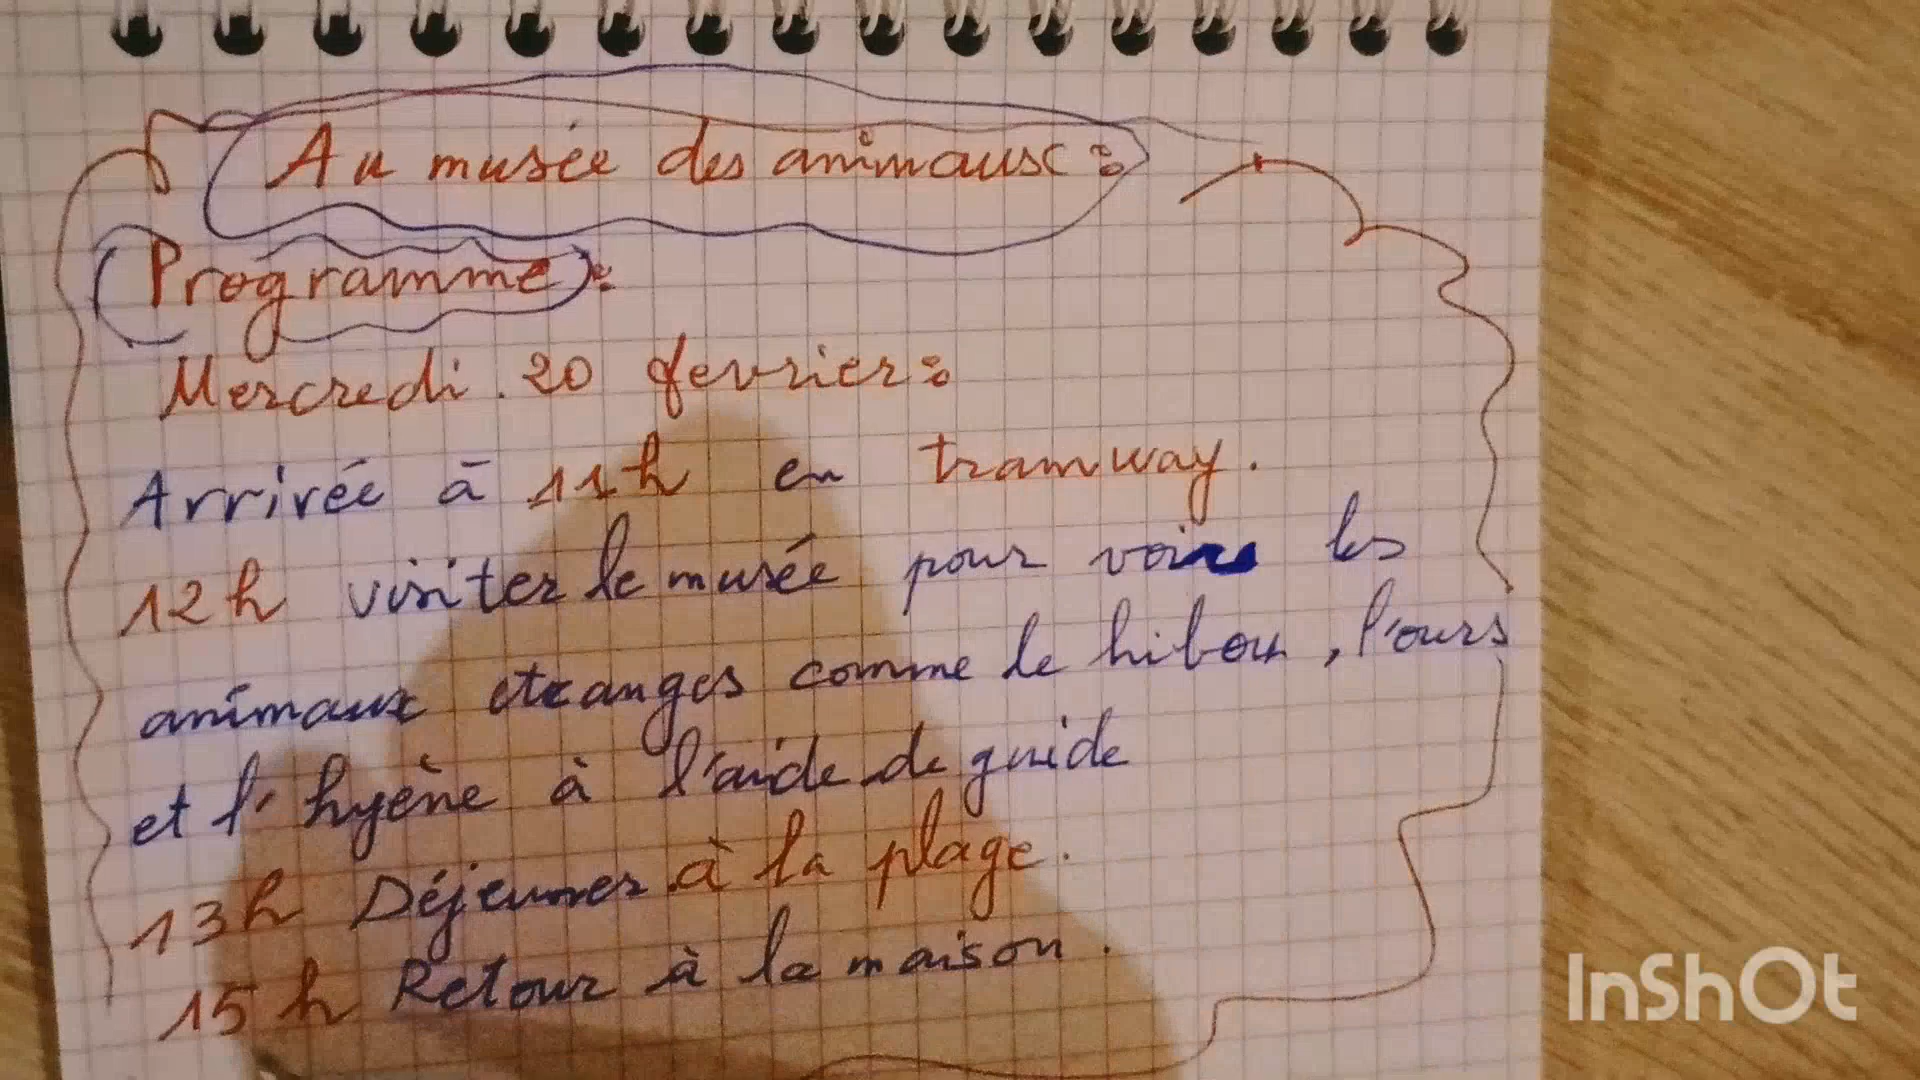 Au musée des animaux :
Programme :
Mercredi. 20 fevrier :
Arrivée à 11h en tramway.
12h visiter le musée pour voir les
animaux etranges comme le hibou, l'ours
et l'hyène à l'aide de guide
13h Déjeuner à la plage.
15h Retour à la maison.
InShOt